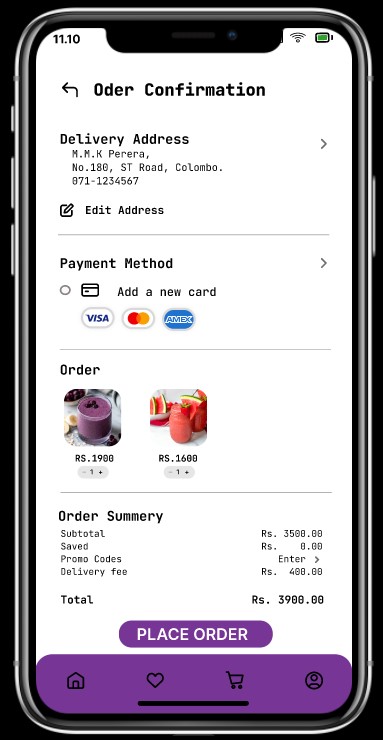 11.10
Oder Confirmation
Delivery Address
M.M.K Perera,
No.180, ST Road, Colombo.
071-1234567
Edit Address
Payment Method
Add a new card
VISA
AMEX
Order
RS.1900 RS.1600
- 1 + - 1 +
Order Summery
Subtotal Rs. 3500.00
Saved Rs. 0.00
Promo Codes Enter >
Delivery fee Rs. 400.00
Total Rs. 3900.00
PLACE ORDER